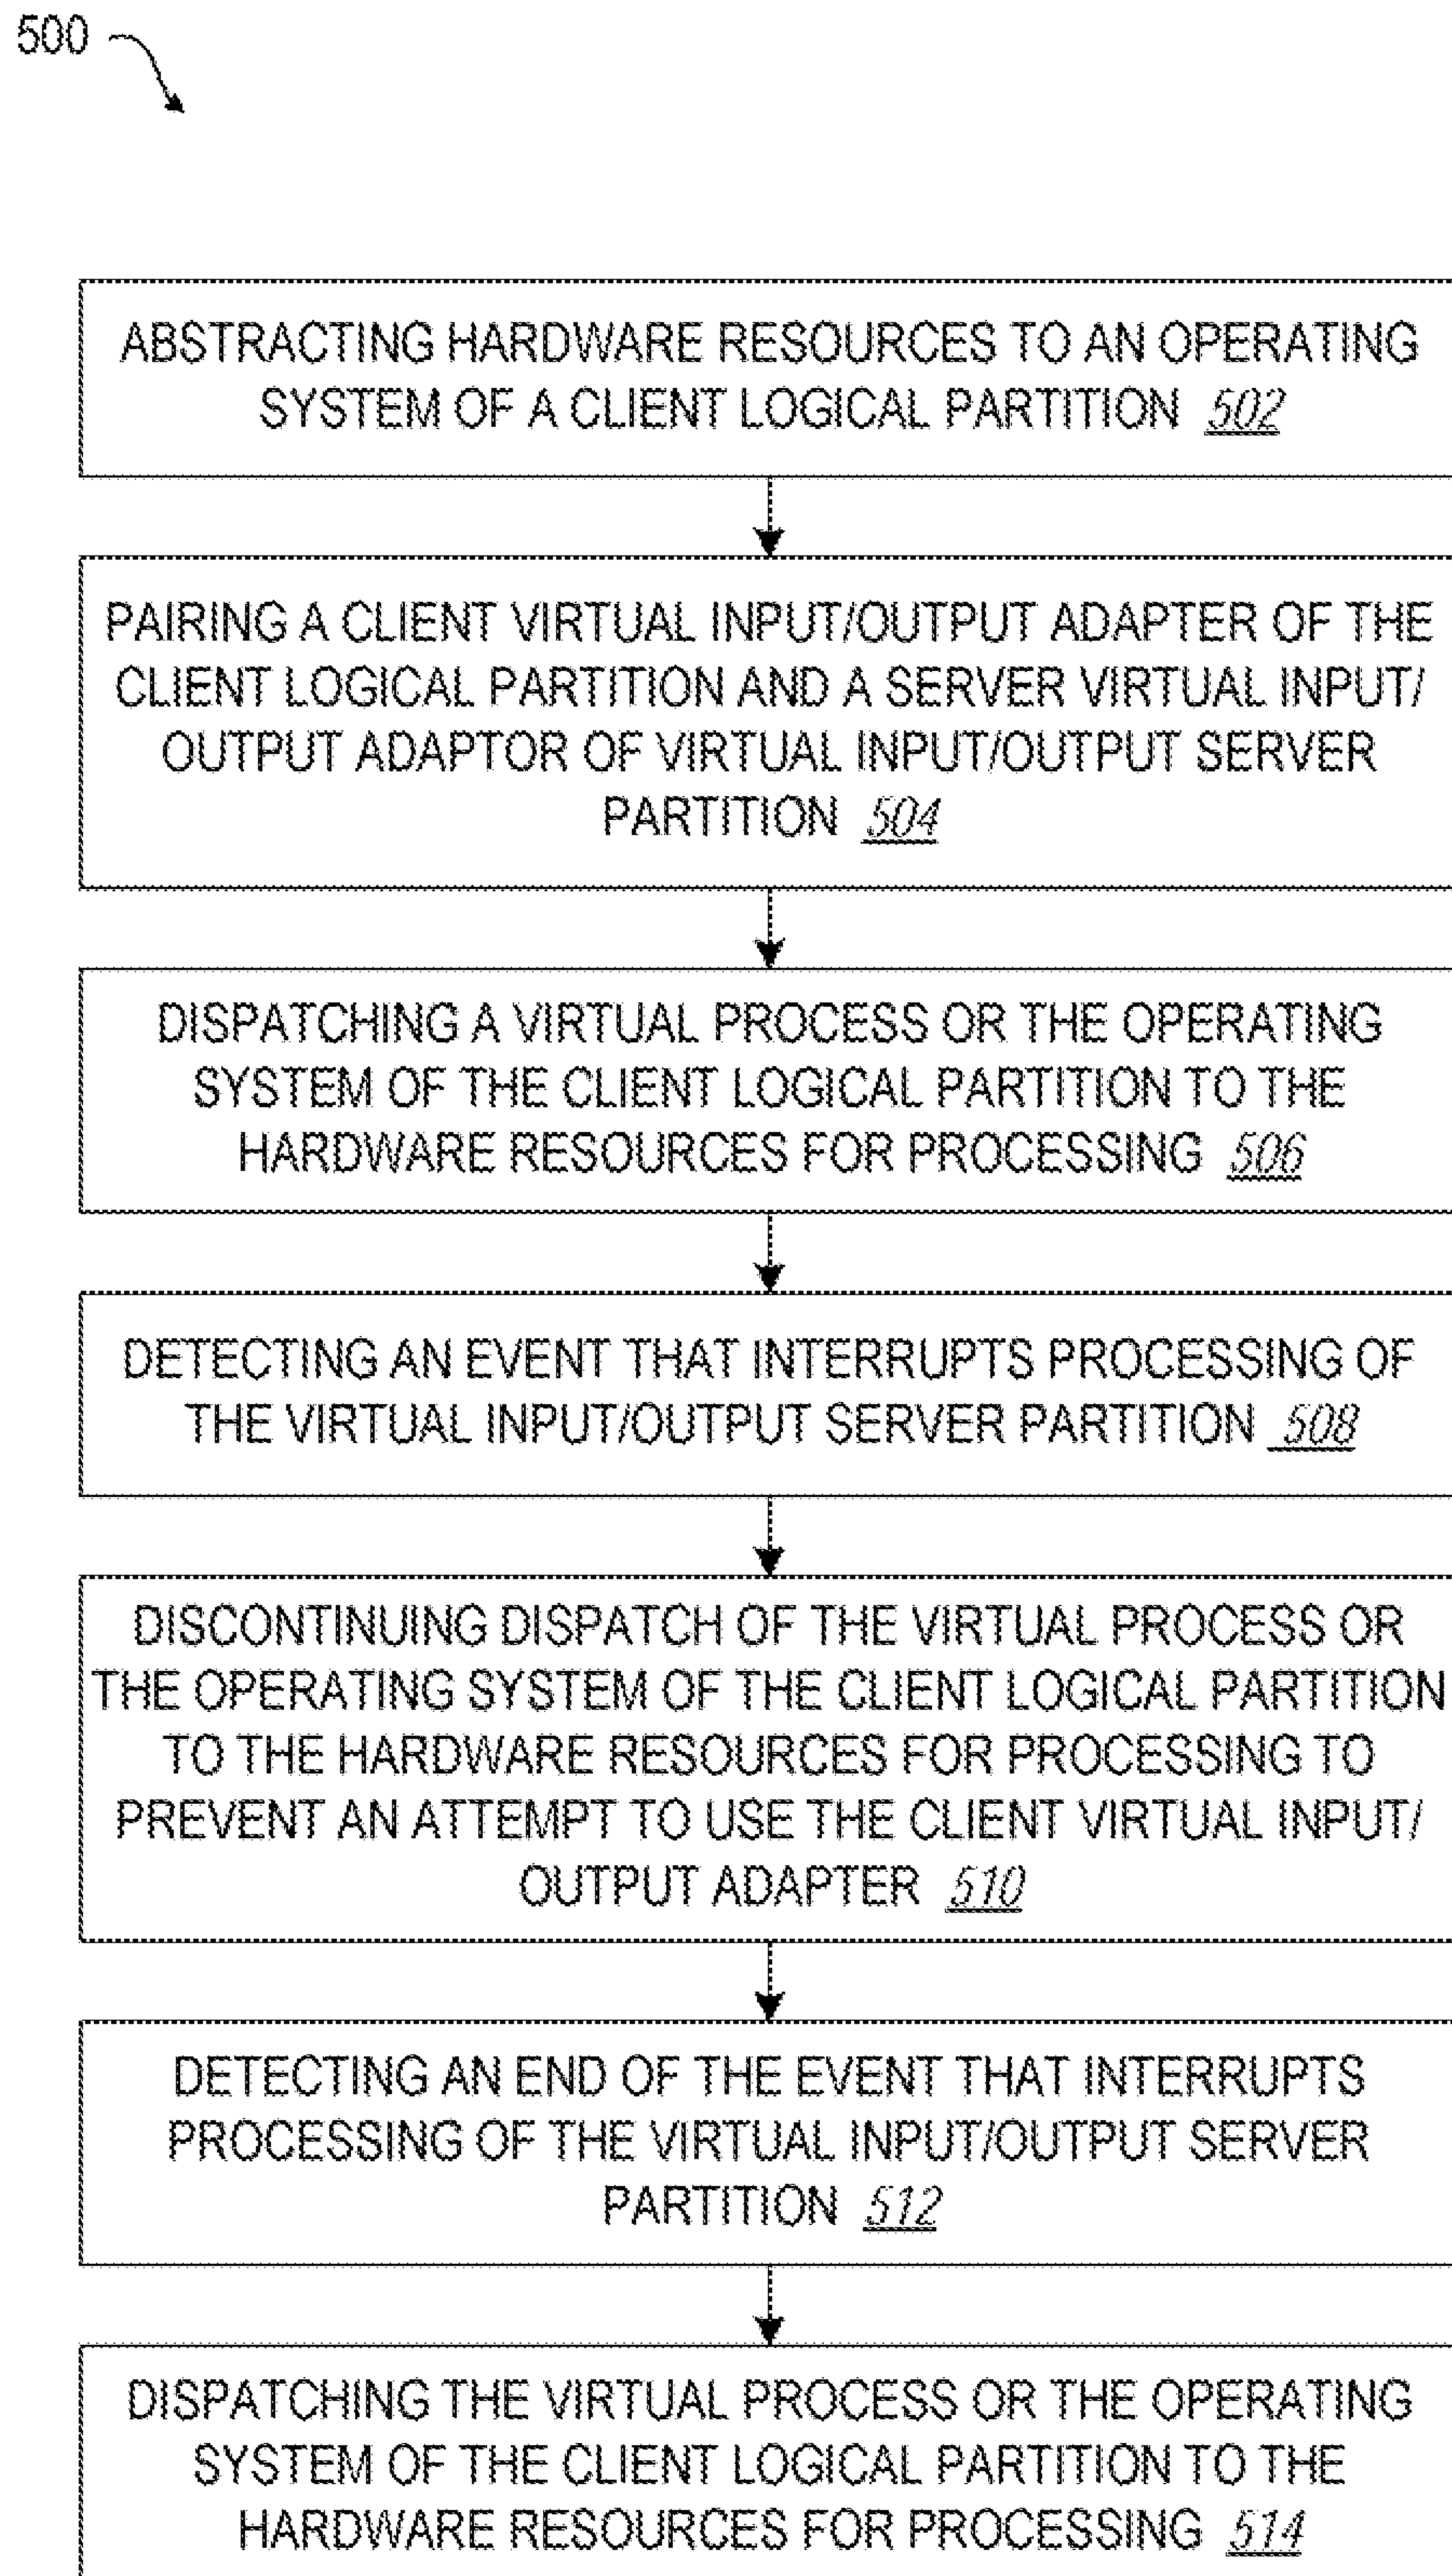 500
ABSTRACTING HARDWARE RESOURCES TO AN OPERATING
SYSTEM OF A CLIENT LOGICAL PARTITION 502
PAIRING A CLIENT VIRTUAL INPUT/OUTPUT ADAPTER OF THE
CLIENT LOGICAL PARTITION AND A SERVER VIRTUAL INPUT/
OUTPUT ADAPTOR OF VIRTUAL INPUT/OUTPUT SERVER
PARTITION 504
DISPATCHING A VIRTUAL PROCESS OR THE OPERATING
SYSTEM OF THE CLIENT LOGICAL PARTITION TO THE
HARDWARE RESOURCES FOR PROCESSING 506
DETECTING AN EVENT THAT INTERRUPTS PROCESSING OF
THE VIRTUAL INPUT/OUTPUT SERVER PARTITION 508
DISCONTINUING DISPATCH OF THE VIRTUAL PROCESS OR
THE OPERATING SYSTEM OF THE CLIENT LOGICAL PARTITION
TO THE HARDWARE RESOURCES FOR PROCESSING TO
PREVENT AN ATTEMPT TO USE THE CLIENT VIRTUAL INPUT/
OUTPUT ADAPTER 510
DETECTING AN END OF THE EVENT THAT INTERRUPTS
PROCESSING OF THE VIRTUAL INPUT/OUTPUT SERVER
PARTITION 512
DISPATCHING THE VIRTUAL PROCESS OR THE OPERATING
SYSTEM OF THE CLIENT LOGICAL PARTITION TO THE
HARDWARE RESOURCES FOR PROCESSING 514